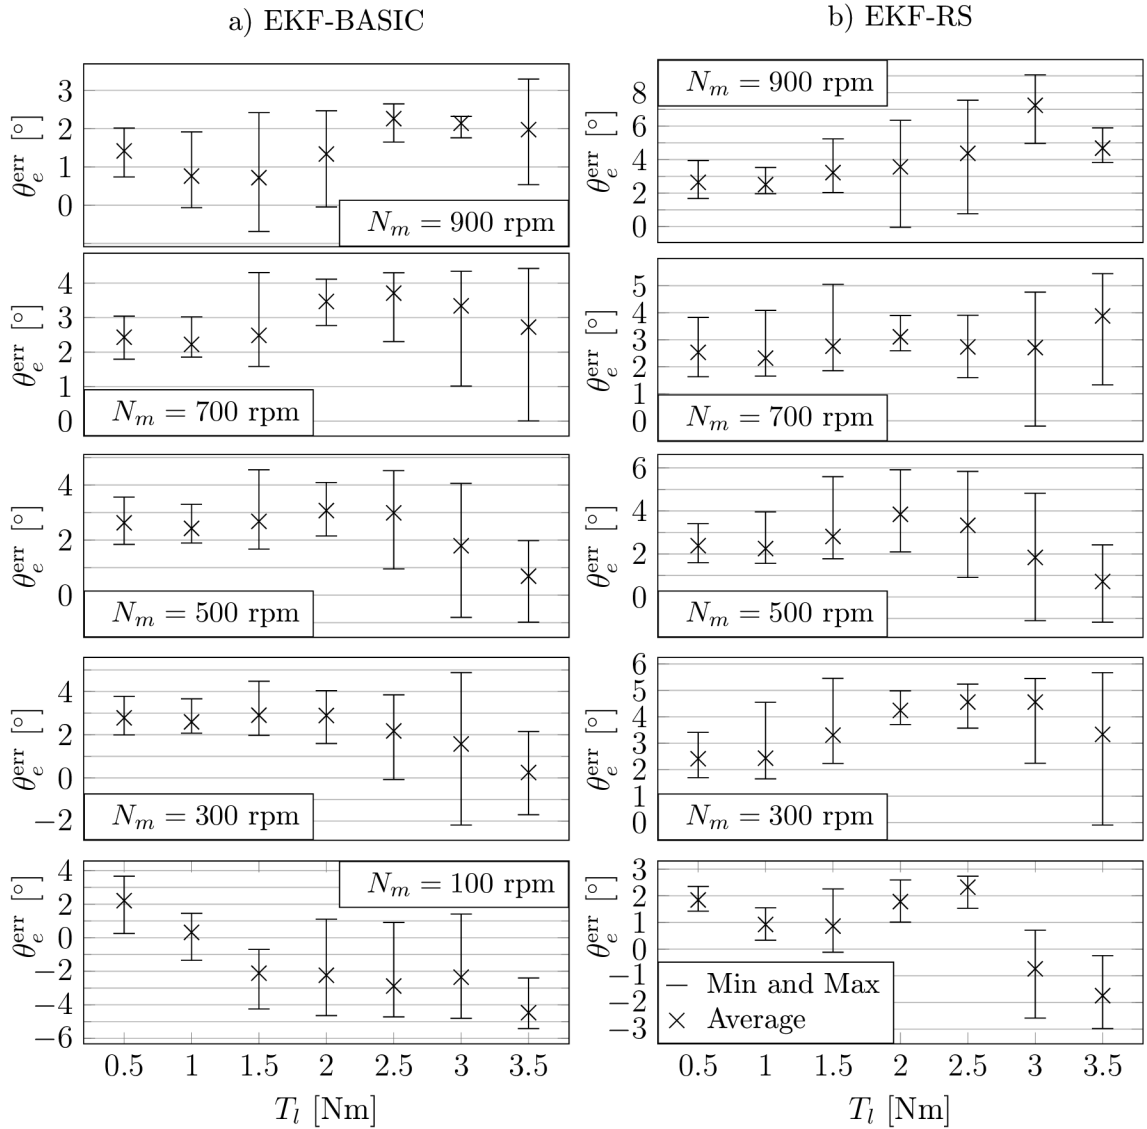 a) EKF-BASIC
3
2
1
0
θ_e^err [°]
N_m = 900 rpm
4
3
2
1
0
θ_e^err [°]
N_m = 700 rpm
4
2
0
θ_e^err [°]
N_m = 500 rpm
4
2
0
−2
θ_e^err [°]
N_m = 300 rpm
4
2
0
−2
−4
−6
θ_e^err [°]
N_m = 100 rpm
0.5 1 1.5 2 2.5 3 3.5
T_l [Nm]
b) EKF-RS
8
6
4
2
0
θ_e^err [°]
N_m = 900 rpm
5
4
3
2
1
0
θ_e^err [°]
N_m = 700 rpm
6
4
2
0
θ_e^err [°]
N_m = 500 rpm
6
5
4
3
2
1
0
θ_e^err [°]
N_m = 300 rpm
3
2
1
0
−1
−2
−3
θ_e^err [°]
Min and Max
Average
0.5 1 1.5 2 2.5 3 3.5
T_l [Nm]